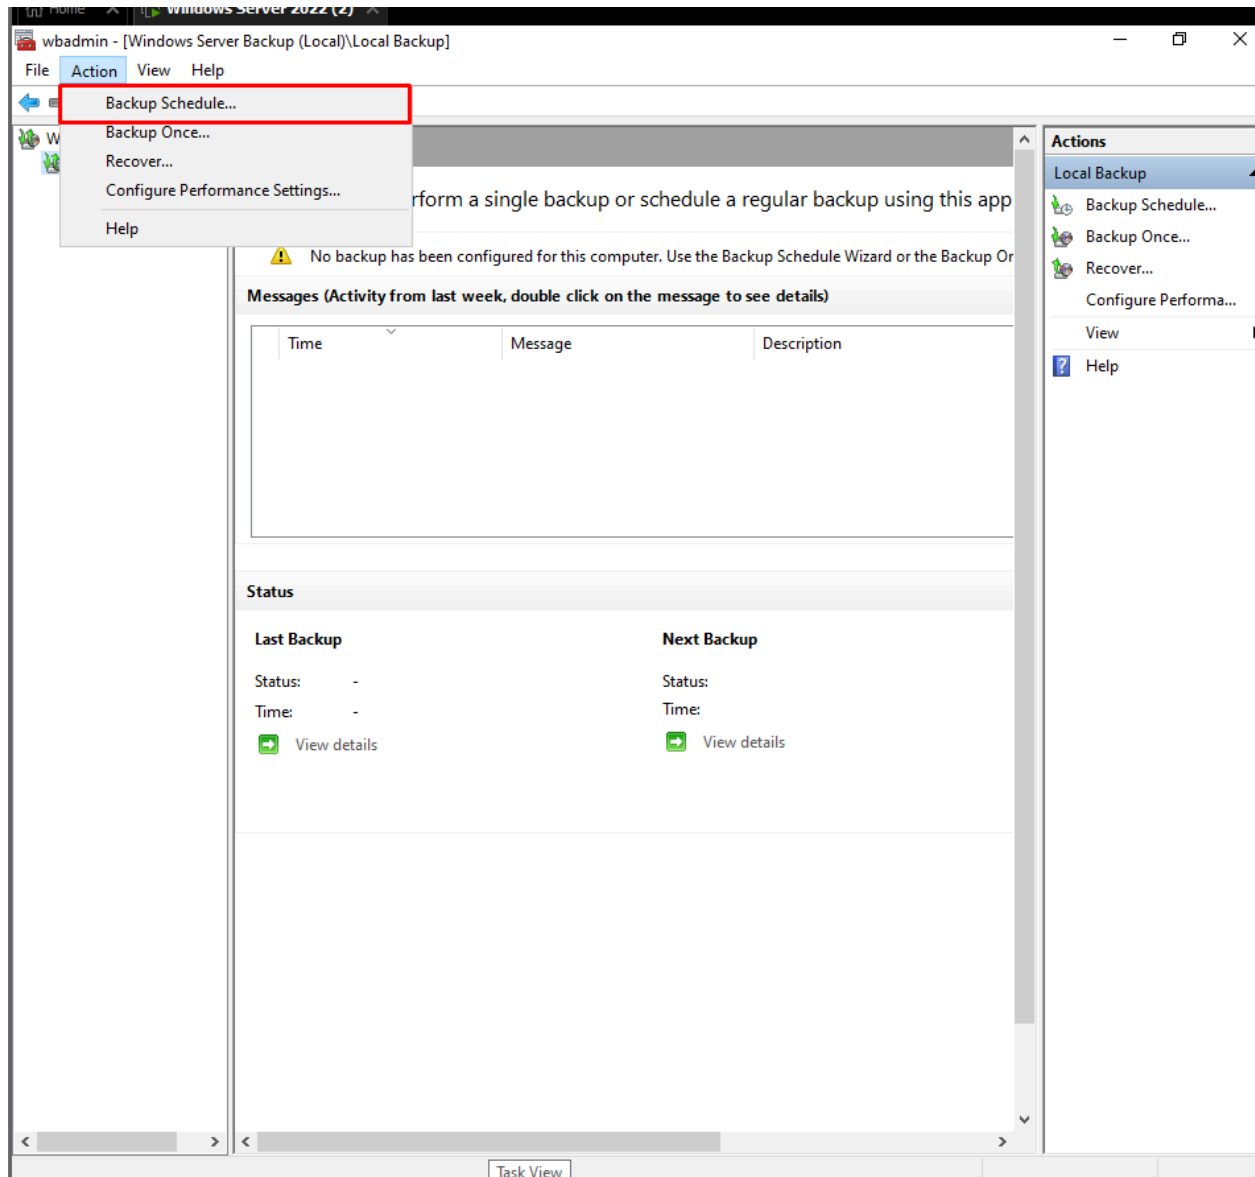 Home
Windows Server 2022 (2)
wbadmin - [Windows Server Backup (Local)\Local Backup]
File Action View Help
Backup Schedule...
Backup Once...
Recover...
Configure Performance Settings...
Help
W
rform a single backup or schedule a regular backup using this app
No backup has been configured for this computer. Use the Backup Schedule Wizard or the Backup Or
Messages (Activity from last week, double click on the message to see details)
Time Message Description
Status
Last Backup Next Backup
Status: - Status:
Time: - Time:
View details View details
Actions
Local Backup
Backup Schedule...
Backup Once...
Recover...
Configure Performa...
View
Help
Task View